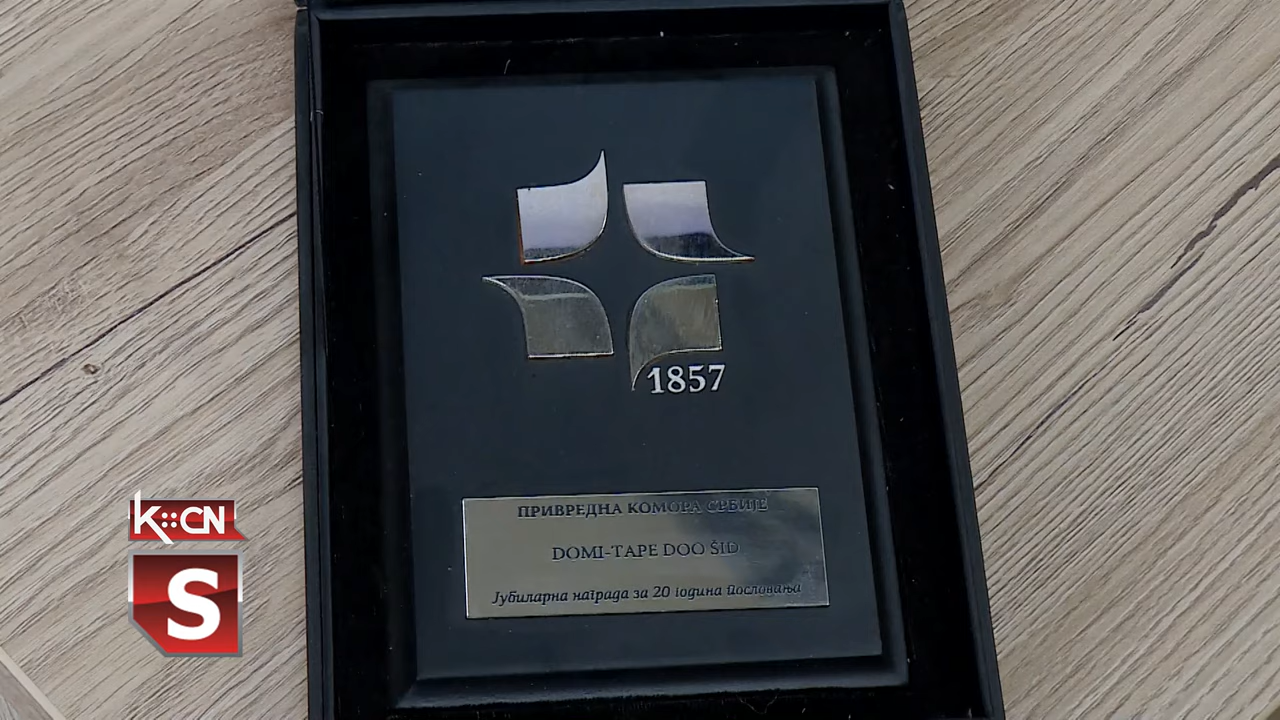 1857
ПРИВРЕДНА КОМОРА СРБИЈЕ
DOMI-TAPE DOO ŠID
Јубиларна награда за 20 година пословања
K::CN
S